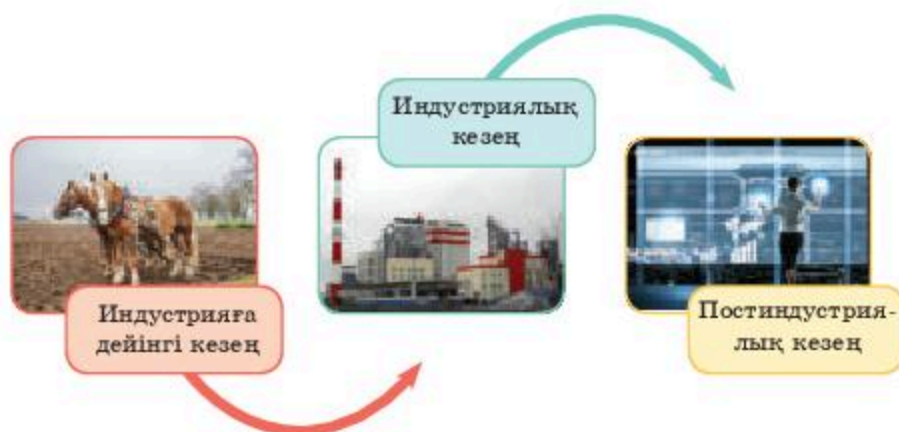 Индустрияға
дейінгі кезең
Индустриялық
кезең
Постиндустрия-
лық кезең